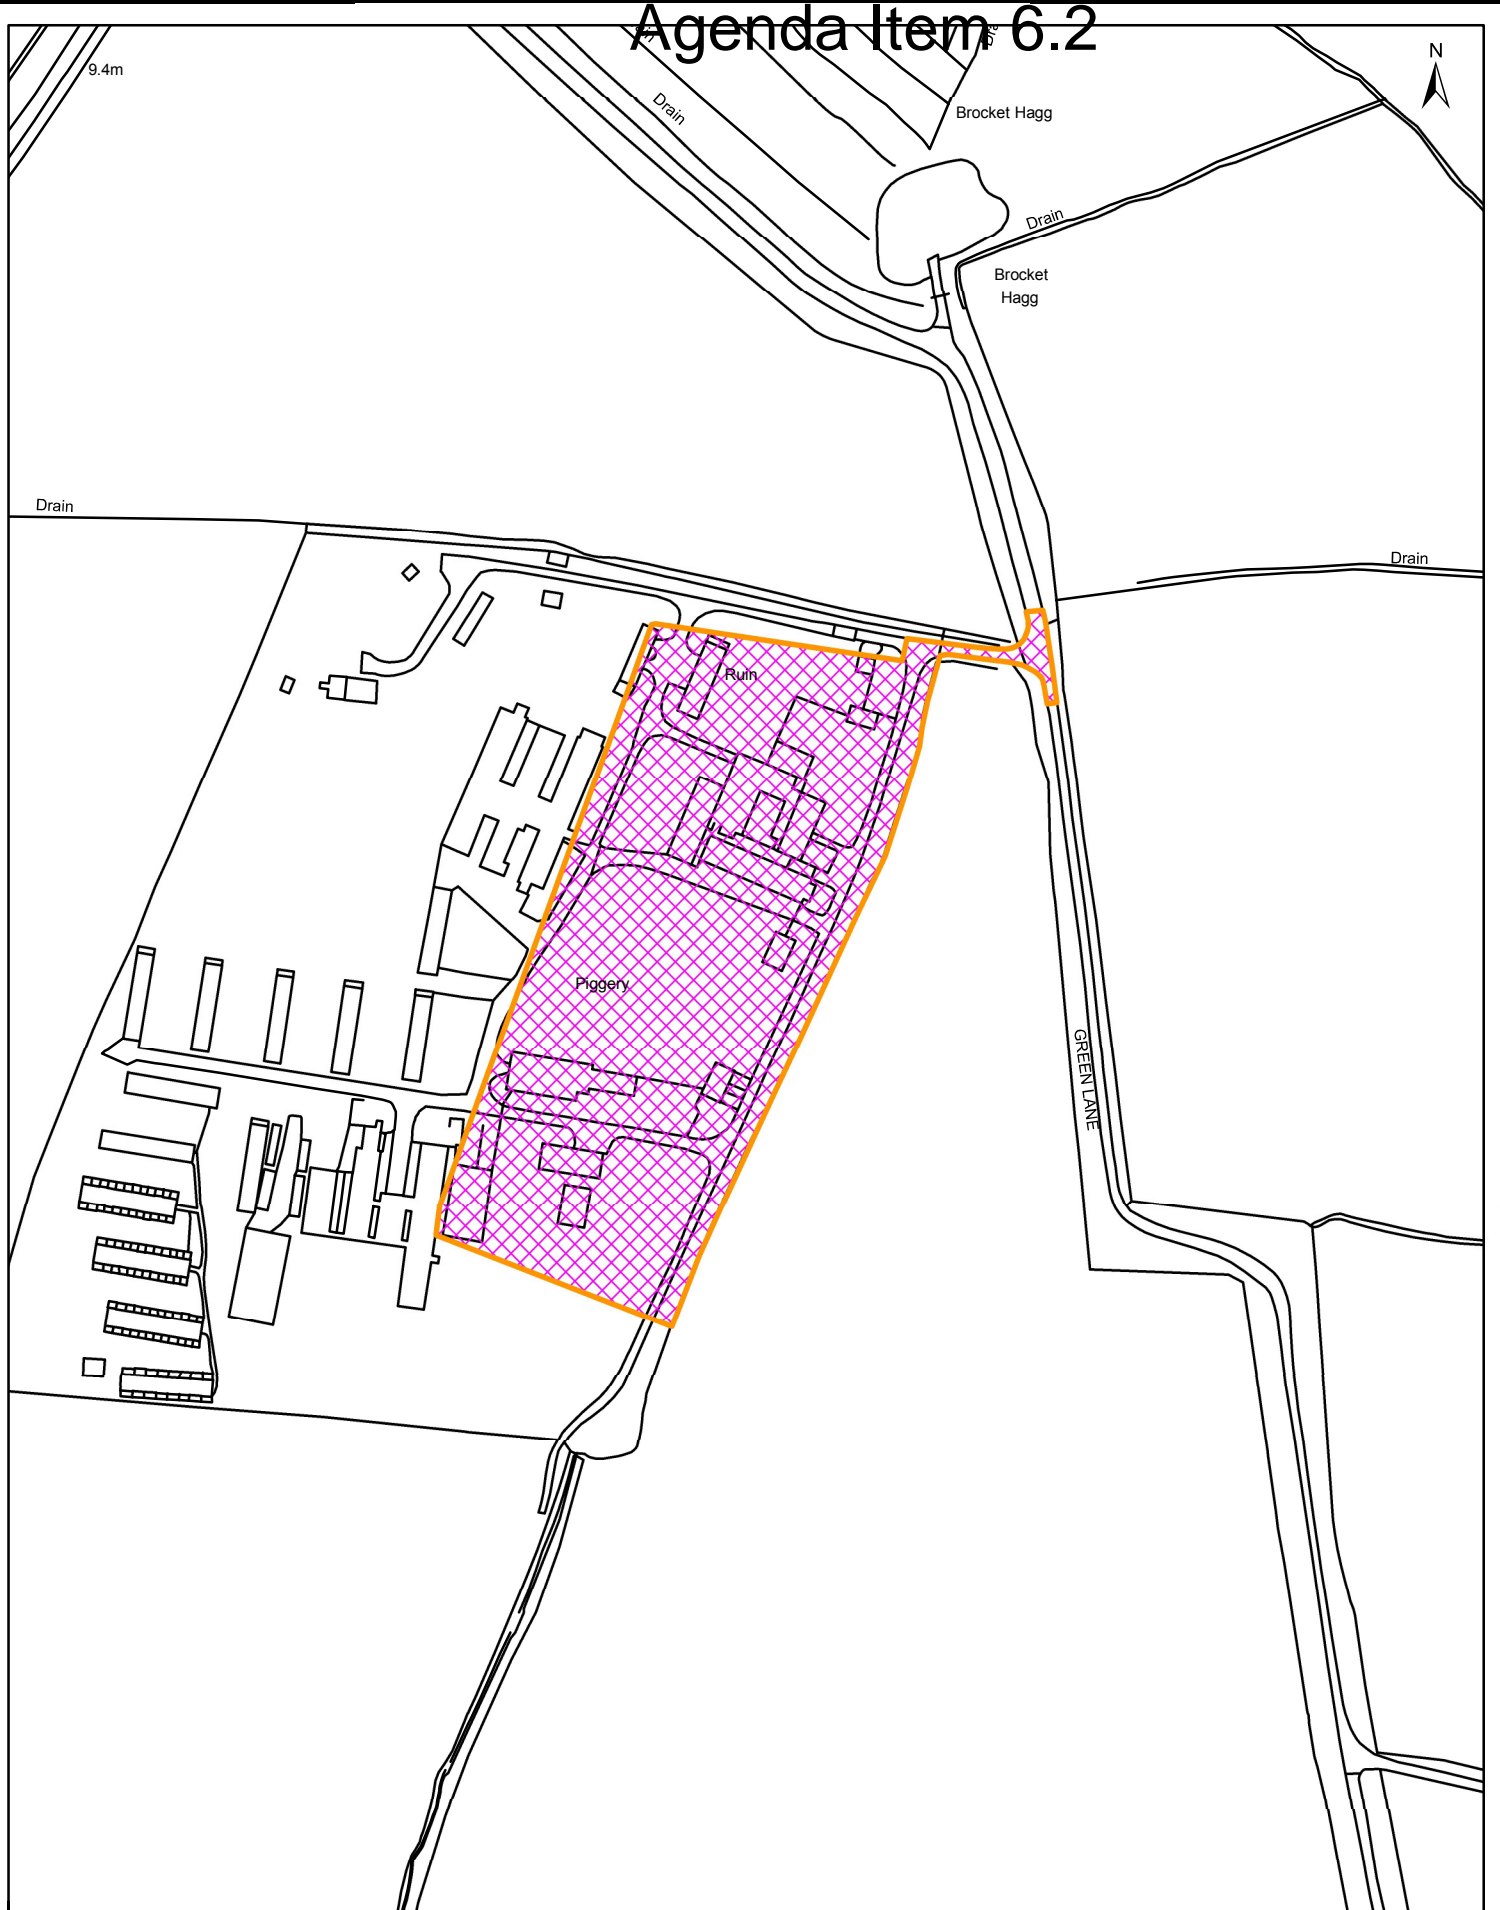 Agenda Item 6.2
N
9.4m
Drain
Brocket Hagg
Drain
Brocket
Hagg
Drain
Drain
Ruin
Piggery
GREEN LANE